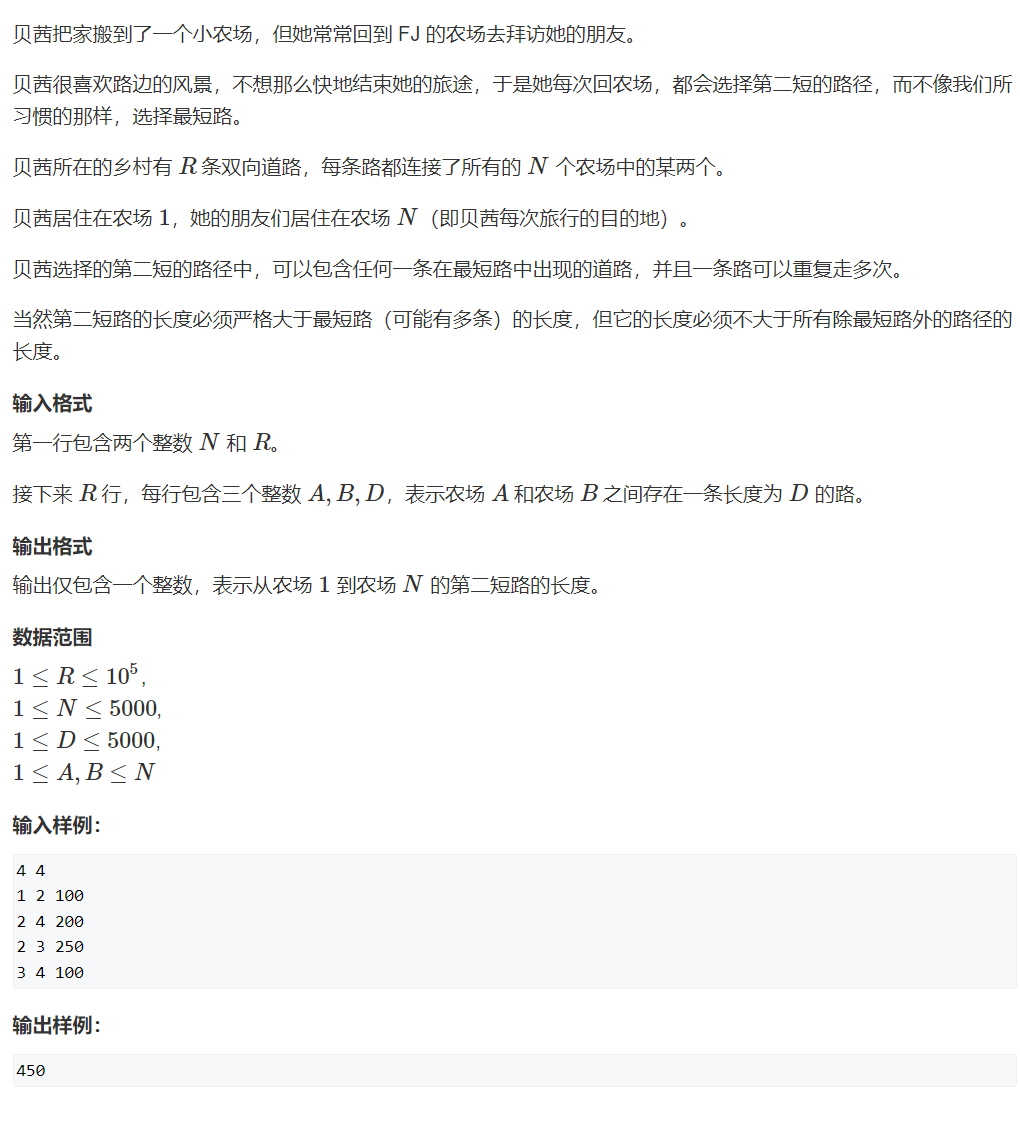 贝茜把家搬到了一个小农场，但她常常回到 FJ 的农场去拜访她的朋友。
贝茜很喜欢路边的风景，不想那么快地结束她的旅途，于是她每次回农场，都会选择第二短的路径，而不像我们所
习惯的那样，选择最短路。
贝茜所在的乡村有 R 条双向道路，每条路都连接了所有的 N 个农场中的某两个。
贝茜居住在农场 1，她的朋友们居住在农场 N（即贝茜每次旅行的目的地）。
贝茜选择的第二短的路径中，可以包含任何一条在最短路中出现的道路，并且一条路可以重复走多次。
当然第二短路的长度必须严格大于最短路（可能有多条）的长度，但它的长度必须不大于所有除最短路外的路径的
长度。
输入格式
第一行包含两个整数 N 和 R。
接下来 R 行，每行包含三个整数 A, B, D，表示农场 A 和农场 B 之间存在一条长度为 D 的路。
输出格式
输出仅包含一个整数，表示从农场 1 到农场 N 的第二短路的长度。
数据范围
1 ≤ R ≤ 10⁵,
1 ≤ N ≤ 5000,
1 ≤ D ≤ 5000,
1 ≤ A, B ≤ N
输入样例：
4 4
1 2 100
2 4 200
2 3 250
3 4 100
输出样例：
450